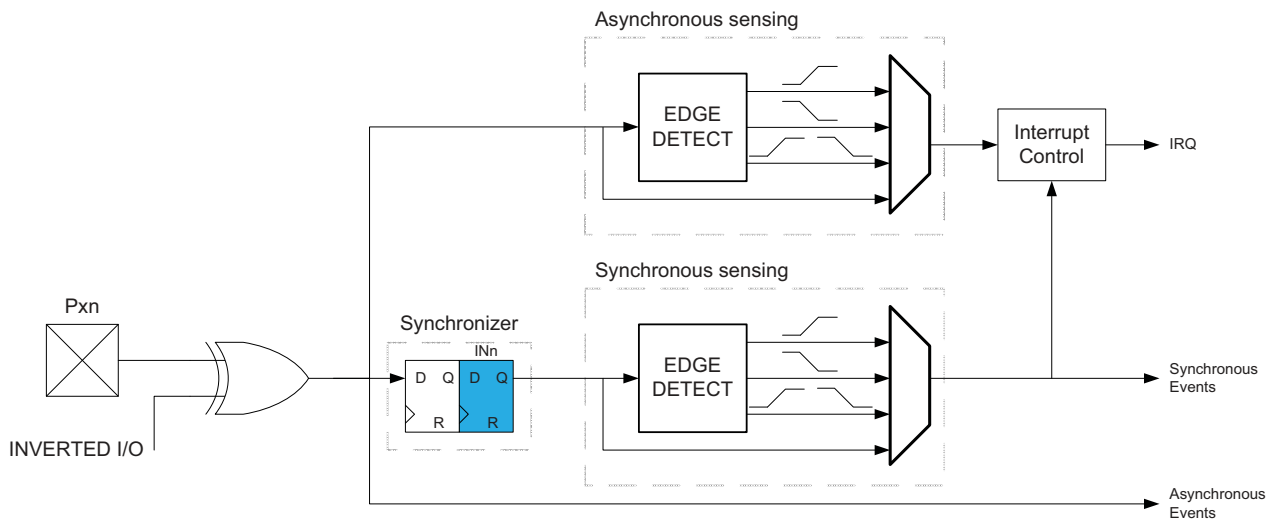 Asynchronous sensing
EDGE
DETECT
Interrupt
Control
IRQ
Synchronous sensing
Pxn
Synchronizer
INn
D Q D Q
R R
EDGE
DETECT
Synchronous
Events
INVERTED I/O
Asynchronous
Events